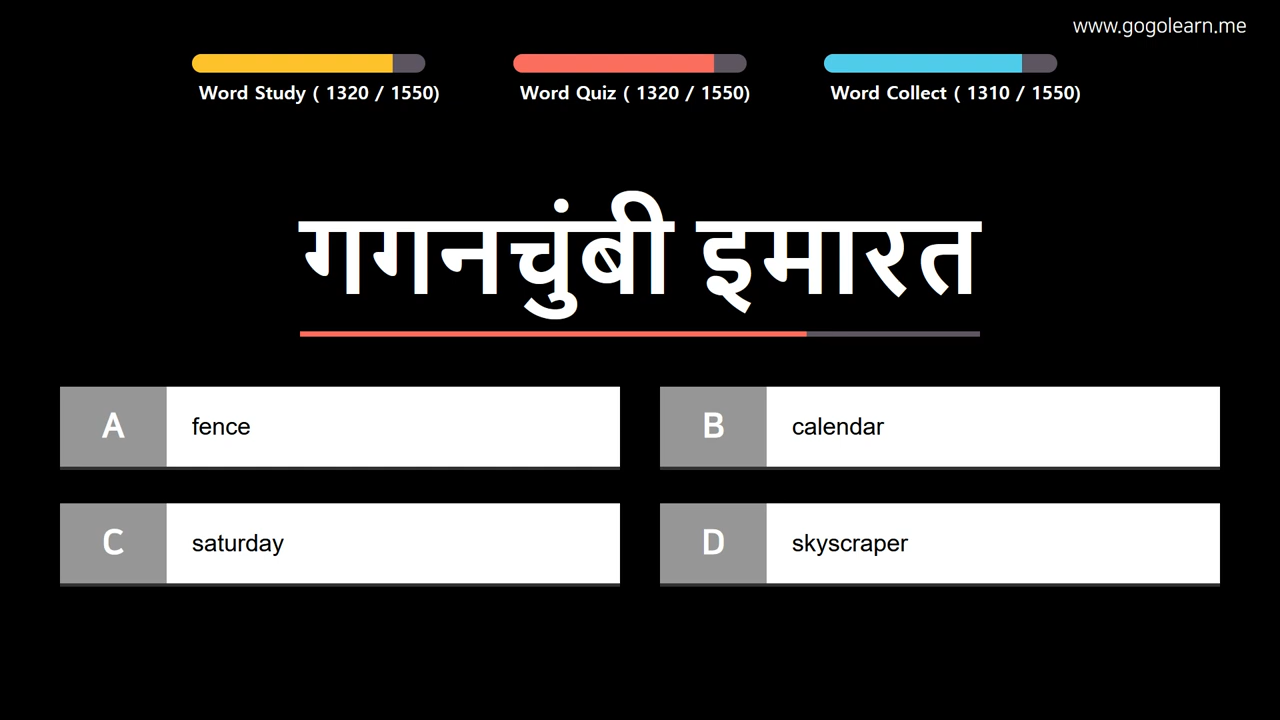 www.gogolearn.me
Word Study ( 1320 / 1550)
Word Quiz ( 1320 / 1550)
Word Collect ( 1310 / 1550)
गगनचुंबी इमारत
A fence
B calendar
C saturday
D skyscraper